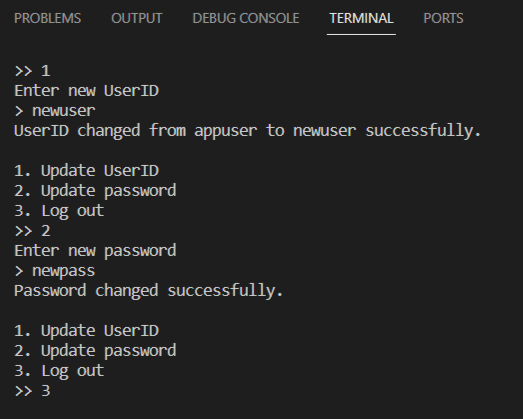 PROBLEMS OUTPUT DEBUG CONSOLE TERMINAL PORTS
>> 1
Enter new UserID
> newuser
UserID changed from appuser to newuser successfully.
1. Update UserID
2. Update password
3. Log out
>> 2
Enter new password
> newpass
Password changed successfully.
1. Update UserID
2. Update password
3. Log out
>> 3